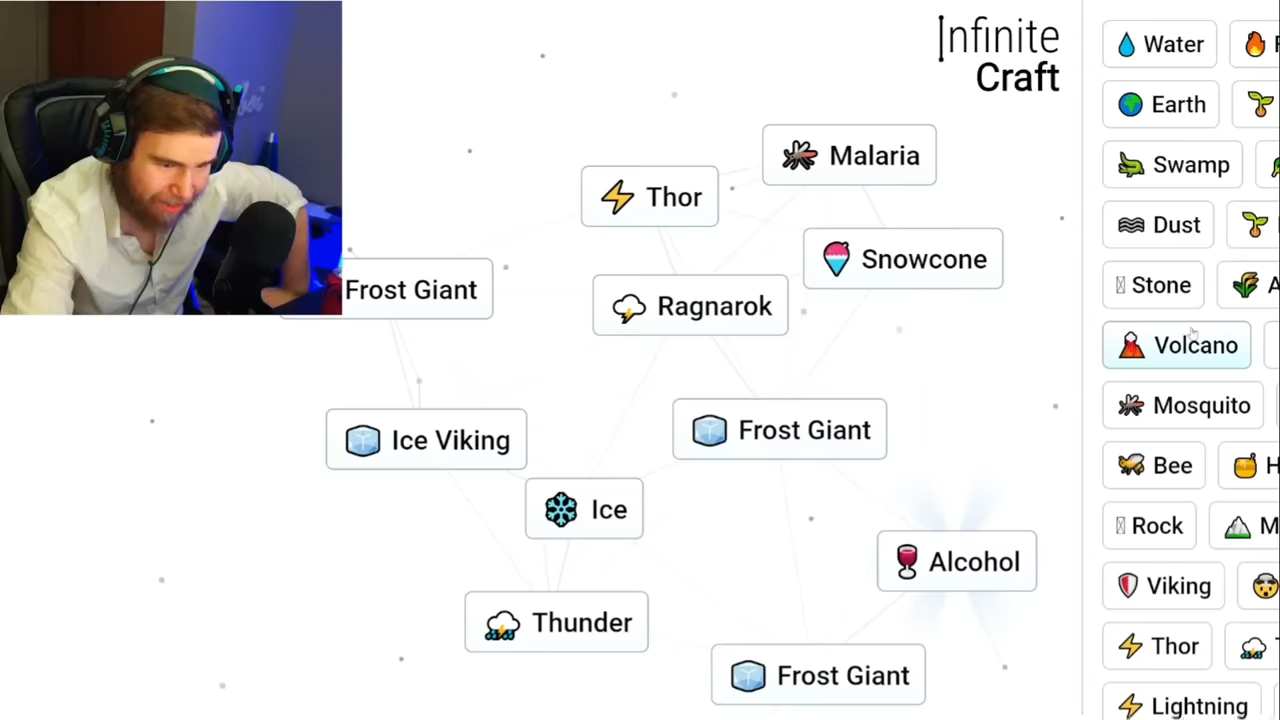 Infinite
Craft
Malaria
Thor
Snowcone
Frost Giant
Ragnarok
Ice Viking
Frost Giant
Ice
Alcohol
Thunder
Frost Giant
Water
Earth
Swamp
Dust
Stone
Volcano
Mosquito
Bee
H
Rock
M
Viking
Thor
Lightning